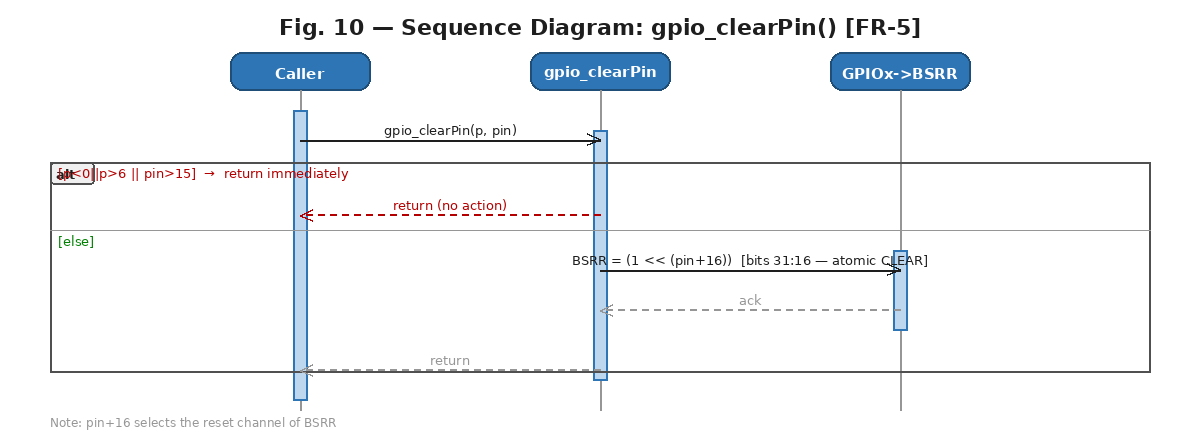 Fig. 10 — Sequence Diagram: gpio_clearPin() [FR-5]
Caller
gpio_clearPin
GPIOx->BSRR
gpio_clearPin(p, pin)
alt
[p<0||p>6 || pin>15] → return immediately
return (no action)
[else]
BSRR = (1 << (pin+16)) [bits 31:16 — atomic CLEAR]
ack
return
Note: pin+16 selects the reset channel of BSRR